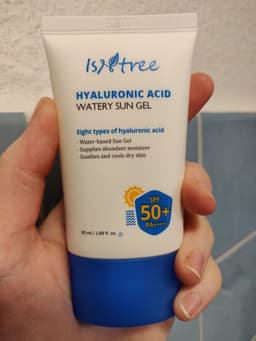 Isntree
HYALURONIC ACID
WATERY SUN GEL
Eight types of hyaluronic acid
· Water-based Sun Gel
· Supplies abundant moisture
· Soothes and cools dry skin
SPF
50+
PA++++
50 ml / 1.69 fl. oz